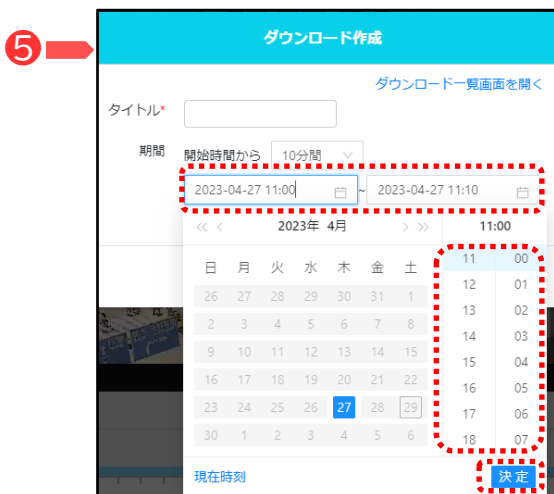 5
ダウンロード作成
ダウンロード一覧画面を開く
タイトル*
期間 開始時間から 10分間
2023-04-27 11:00 ~ 2023-04-27 11:10
2023年 4月 11:00
日 月 火 水 木 金 土
26 27 28 29 30 31 1
2 3 4 5 6 7 8
9 10 11 12 13 14 15
16 17 18 19 20 21 22
23 24 25 26 27 28 29
30 1 2 3 4 5 6
11 00
12 01
13 02
14 03
15 04
16 05
17 06
18 07
現在時刻 決定